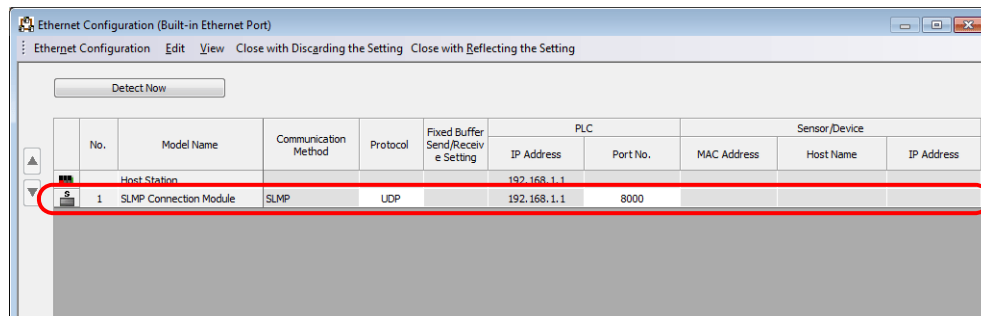 Ethernet Configuration (Built-in Ethernet Port)
Ethernet Configuration Edit View Close with Discarding the Setting Close with Reflecting the Setting
Detect Now
No. Model Name Communication Method Protocol Fixed Buffer Send/Receiv e Setting PLC Sensor/Device
IP Address Port No. MAC Address Host Name IP Address
Host Station 192.168.1.1
S 1 SLMP Connection Module SLMP UDP 192.168.1.1 8000